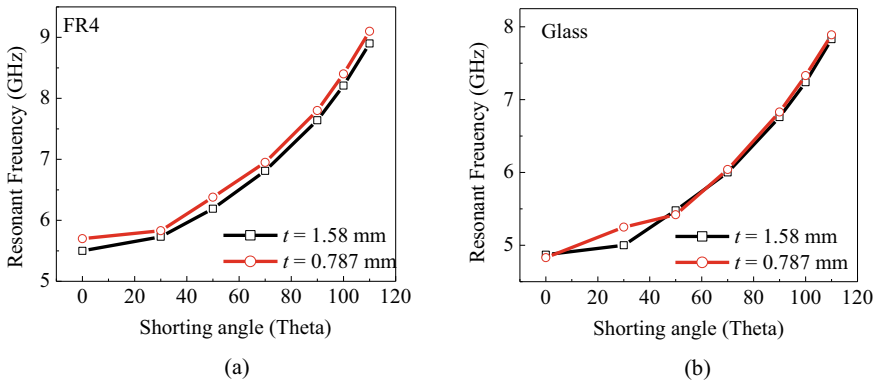 FR4
Resonant Freuency (GHz)
9
8
7
6
5
t = 1.58 mm
t = 0.787 mm
0 20 40 60 80 100 120
Shorting angle (Theta)
(a)
Glass
Resonant Freuency (GHz)
8
7
6
5
t = 1.58 mm
t = 0.787 mm
0 20 40 60 80 100 120
Shorting angle (Theta)
(b)